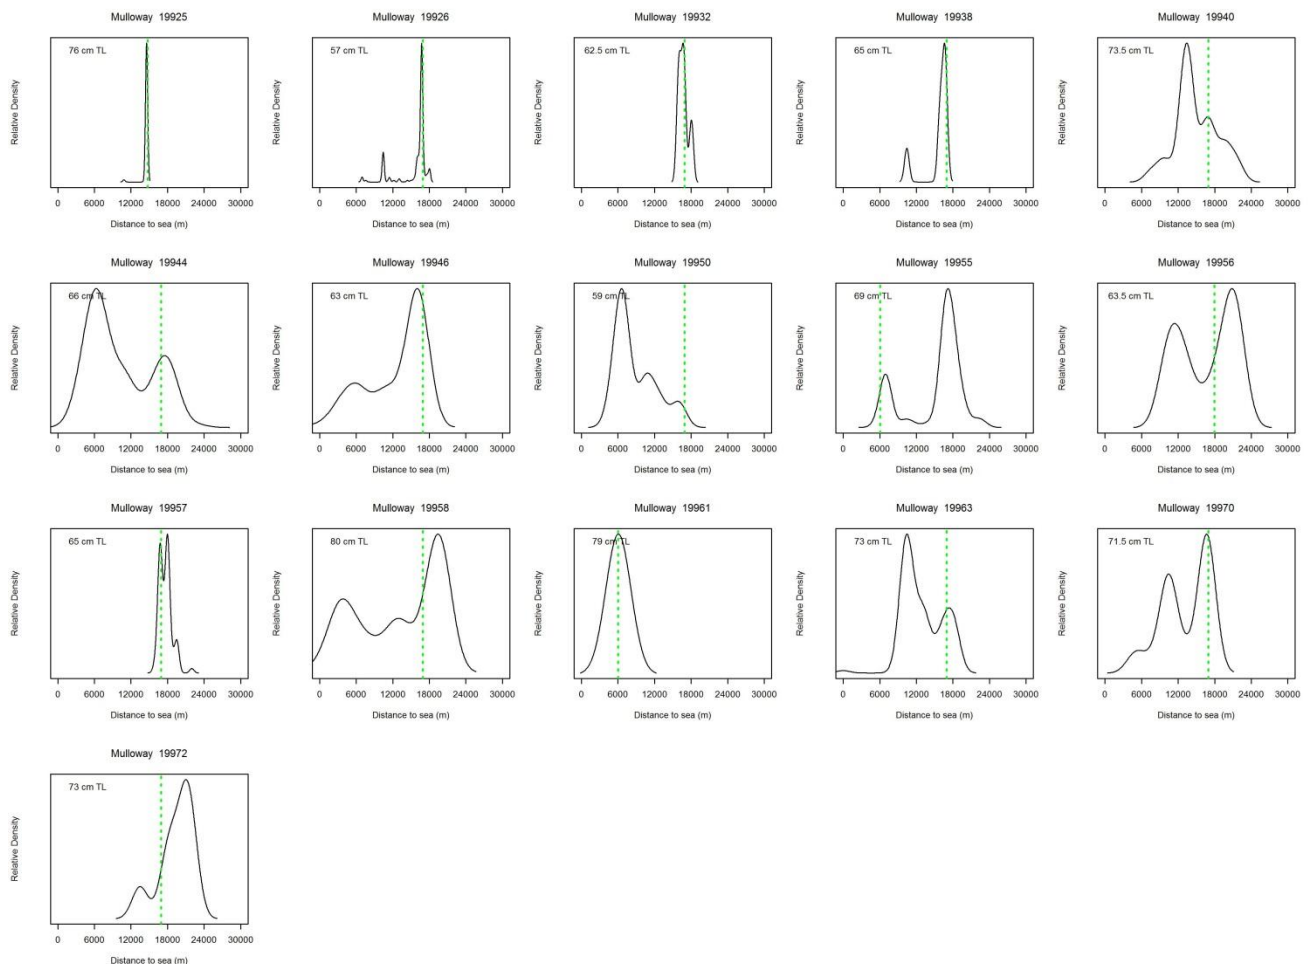 Mulloway 19925
Mulloway 19926
Mulloway 19932
Mulloway 19938
Mulloway 19940
76 cm TL
57 cm TL
62.5 cm TL
65 cm TL
73.5 cm TL
Relative Density
Relative Density
Relative Density
Relative Density
Relative Density
0 6000 12000 18000 24000 30000
0 6000 12000 18000 24000 30000
0 6000 12000 18000 24000 30000
0 6000 12000 18000 24000 30000
0 6000 12000 18000 24000 30000
Distance to sea (m)
Distance to sea (m)
Distance to sea (m)
Distance to sea (m)
Distance to sea (m)
Mulloway 19944
Mulloway 19946
Mulloway 19950
Mulloway 19955
Mulloway 19956
66 cm TL
63 cm TL
59 cm TL
69 cm TL
63.5 cm TL
Relative Density
Relative Density
Relative Density
Relative Density
Relative Density
0 6000 12000 18000 24000 30000
0 6000 12000 18000 24000 30000
0 6000 12000 18000 24000 30000
0 6000 12000 18000 24000 30000
0 6000 12000 18000 24000 30000
Distance to sea (m)
Distance to sea (m)
Distance to sea (m)
Distance to sea (m)
Distance to sea (m)
Mulloway 19957
Mulloway 19958
Mulloway 19961
Mulloway 19963
Mulloway 19970
65 cm TL
80 cm TL
79 cm TL
73 cm TL
71.5 cm TL
Relative Density
Relative Density
Relative Density
Relative Density
Relative Density
0 6000 12000 18000 24000 30000
0 6000 12000 18000 24000 30000
0 6000 12000 18000 24000 30000
0 6000 12000 18000 24000 30000
0 6000 12000 18000 24000 30000
Distance to sea (m)
Distance to sea (m)
Distance to sea (m)
Distance to sea (m)
Distance to sea (m)
Mulloway 19972
73 cm TL
Relative Density
0 6000 12000 18000 24000 30000
Distance to sea (m)